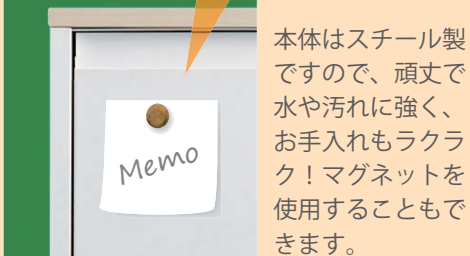 Memo
本体はスチール製
ですので、頑丈で
水や汚れに強く、
お手入れもラクラ
ク！マグネットを
使用することもで
きます。